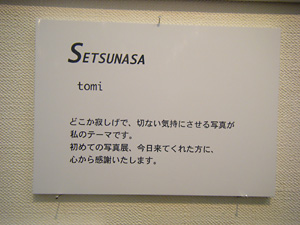 SETSUNASA
tomi
どこか寂しげで、切ない気持にさせる写真が
私のテーマです。
初めての写真展、今日来てくれた方に、
心から感謝いたします。